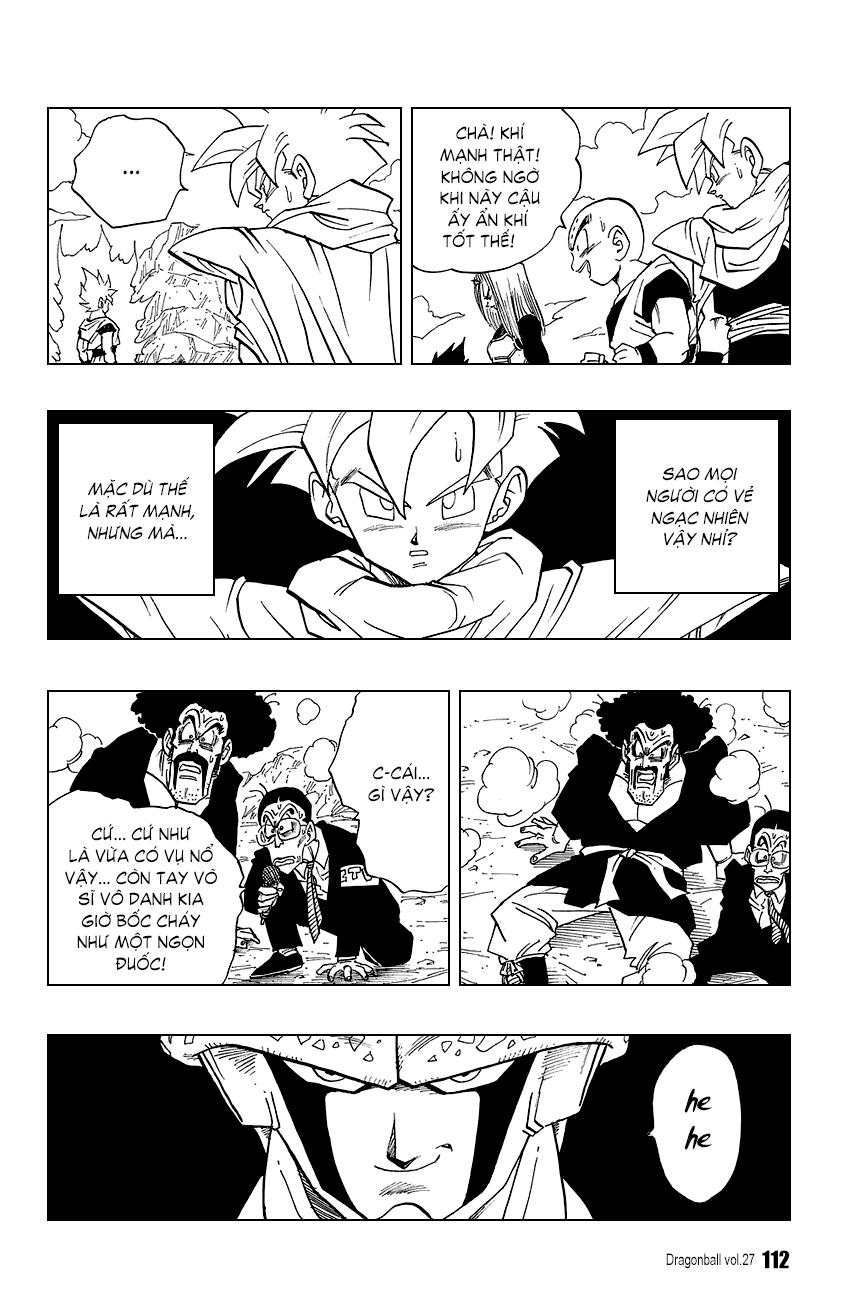 CHÀ! KHÍ
MẠNH THẬT!
KHÔNG NGỜ
KHI NÀY CẬU
ẤY ẨN KHÍ
TỐT THẾ!
...
SAO MỌI
NGƯỜI CÓ VẺ
NGẠC NHIÊN
VẬY NHỈ?
MẶC DÙ THẾ
LÀ RẤT MẠNH,
NHƯNG MÀ...
C-CÁI...
GÌ VẬY?
CỨ... CỨ NHƯ
LÀ VỪA CÓ VỤ NỔ
VẬY... CÒN TAY VÕ
SĨ VÔ DANH KIA
GIỜ BỐC CHÁY
NHƯ MỘT NGỌN
ĐUỐC!
he
he
Dragonball vol.27 112